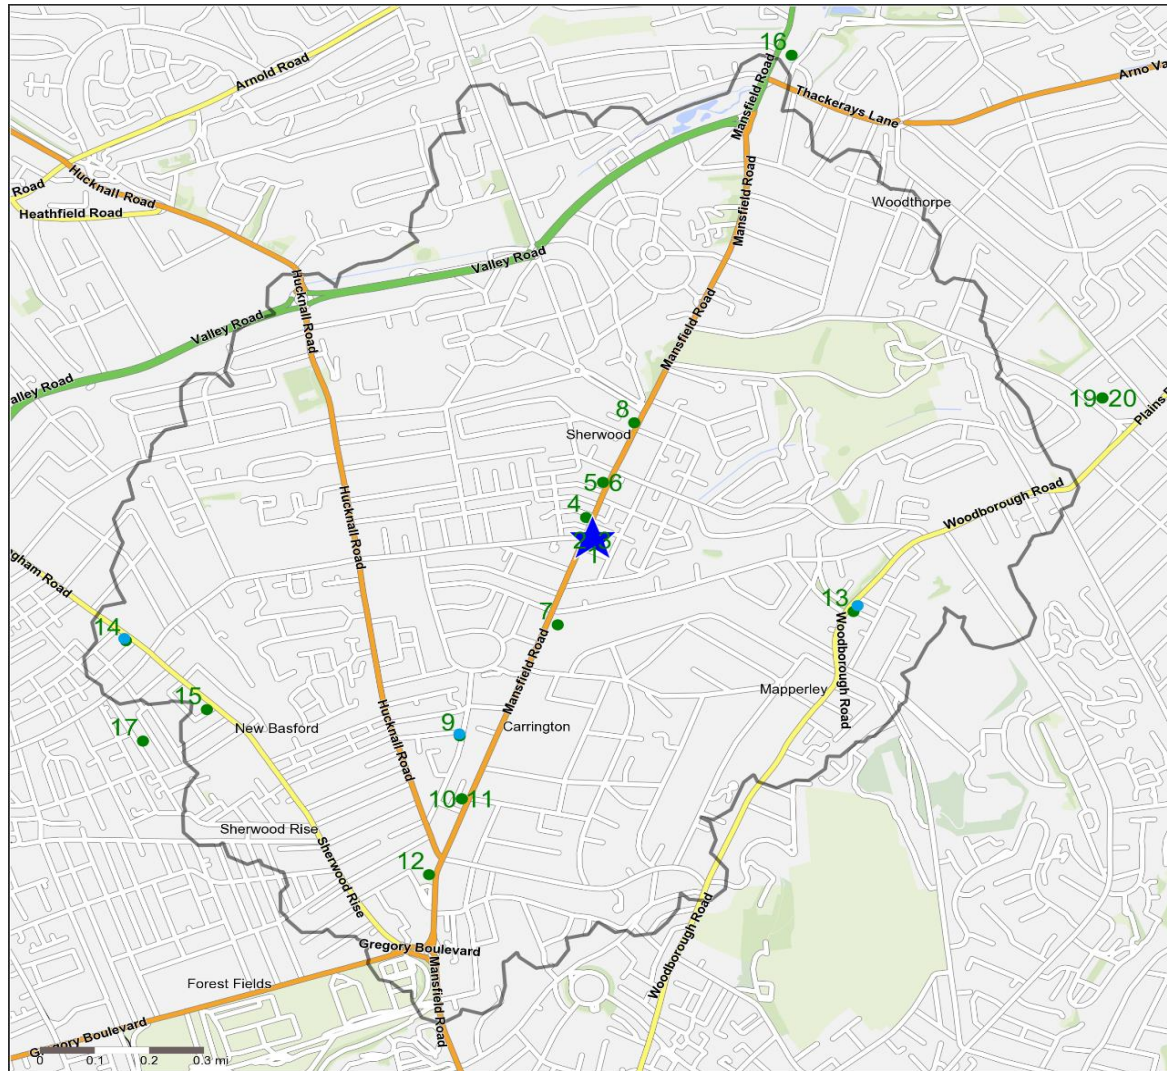 16
Arnold Road
Mansfield Road
Arno Va
Thackerays Lane
Hucknall Road
Road
Heathfield Road
Woodthorpe
Mansfield Road
Valley Road
Hucknall Road
Valley Road
Mansfield Road
alley Road
19 20
Plains
8
Sherwood
5 6
Woodborough Road
4
Hucknall Road
1
ngham Road
7
13
14
Woodborough Road
Mansfield Road
Mapperley
15
New Basford
9
Carrington
17
Hucknall Road
10 11
Sherwood Rise
12
Sherwood Rise
Gregory Boulevard
Woodborough Road
Forest Fields
Mansfield Road
Gregory Boulevard
0 0.1 0.2 0.3 mi